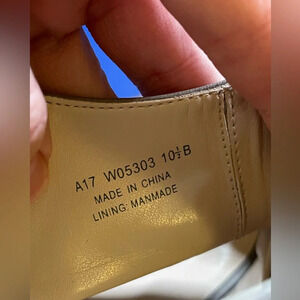 A17 W05303 10½B
MADE IN CHINA
LINING: MANMADE